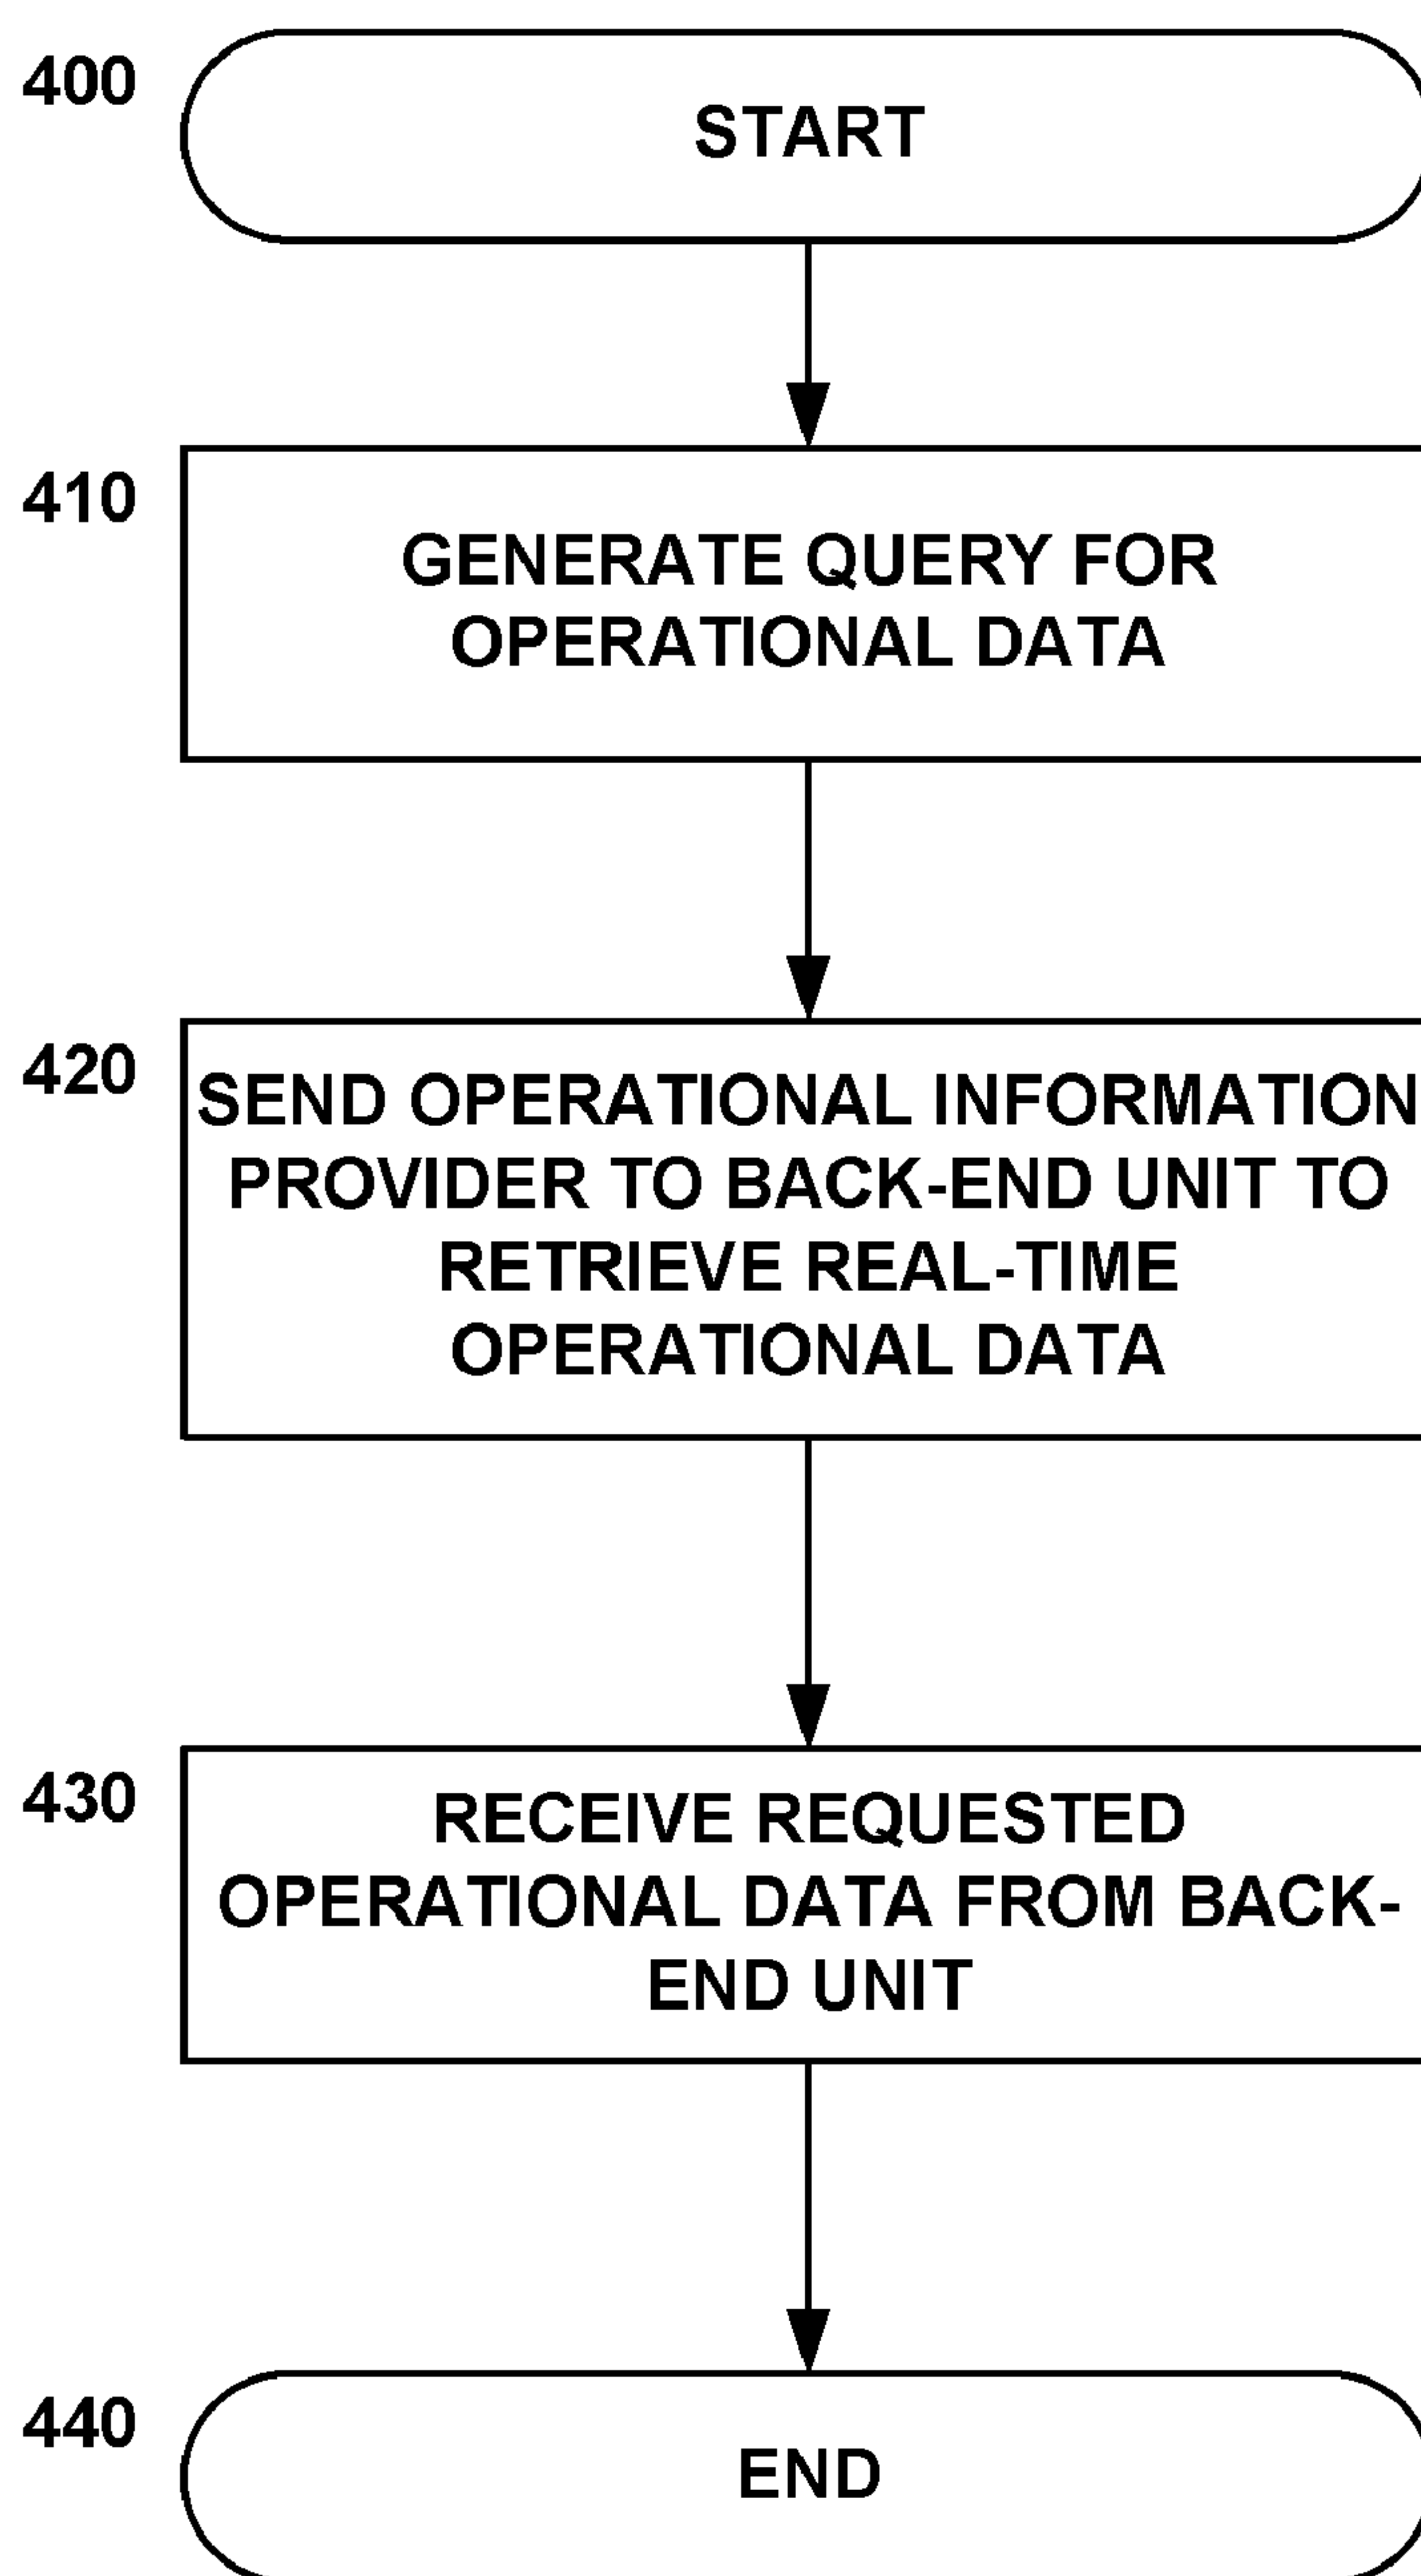 400
START
410
GENERATE QUERY FOR
OPERATIONAL DATA
420
SEND OPERATIONAL INFORMATION
PROVIDER TO BACK-END UNIT TO
RETRIEVE REAL-TIME
OPERATIONAL DATA
430
RECEIVE REQUESTED
OPERATIONAL DATA FROM BACK-
END UNIT
440
END